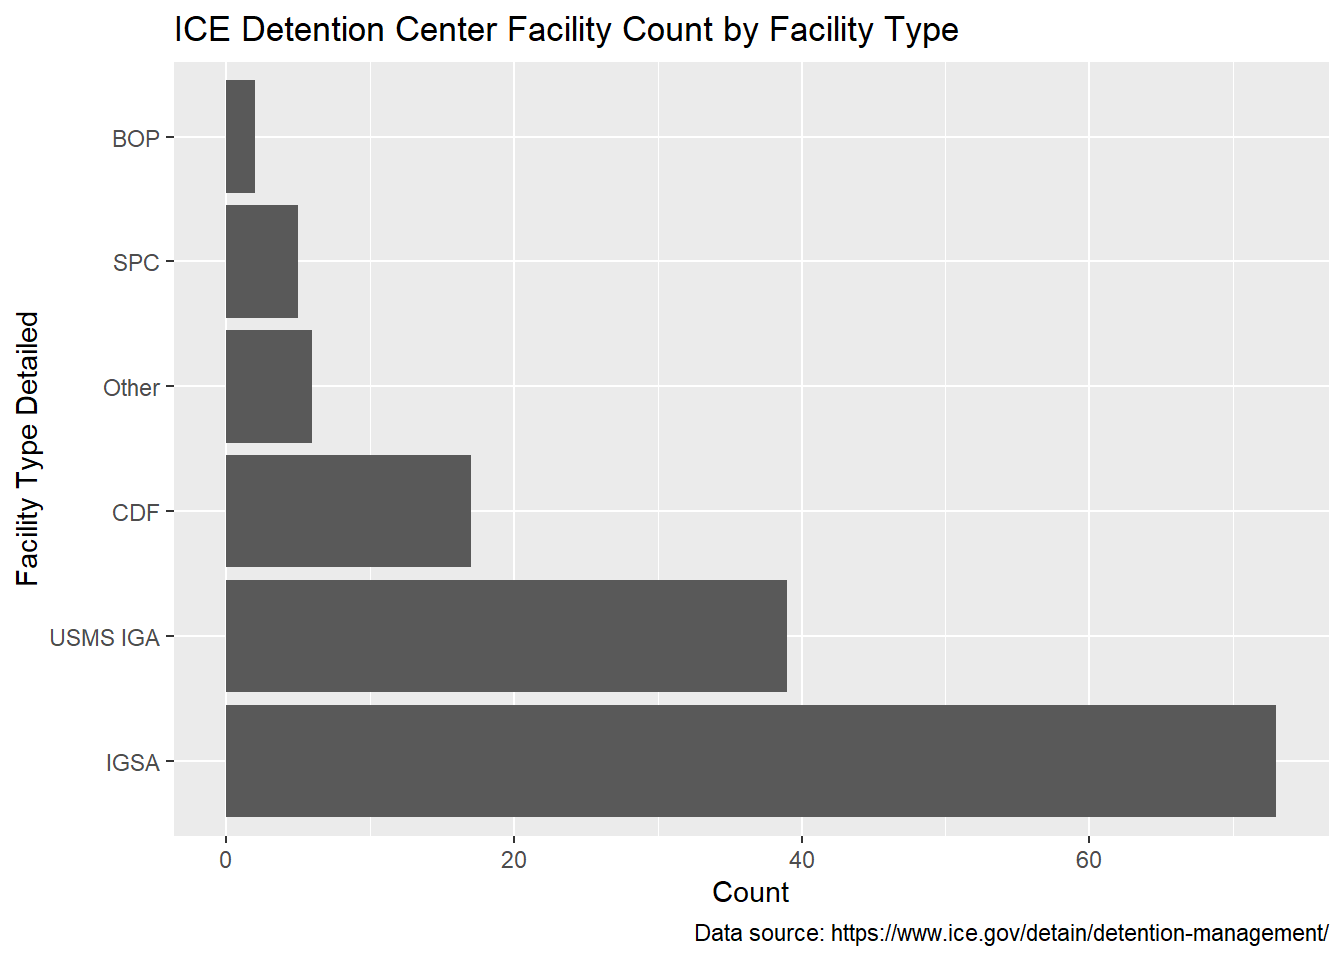 ICE Detention Center Facility Count by Facility Type
Facility Type Detailed
BOP
SPC
Other
CDF
USMS IGA
IGSA
0 20 40 60
Count
Data source: https://www.ice.gov/detain/detention-management/